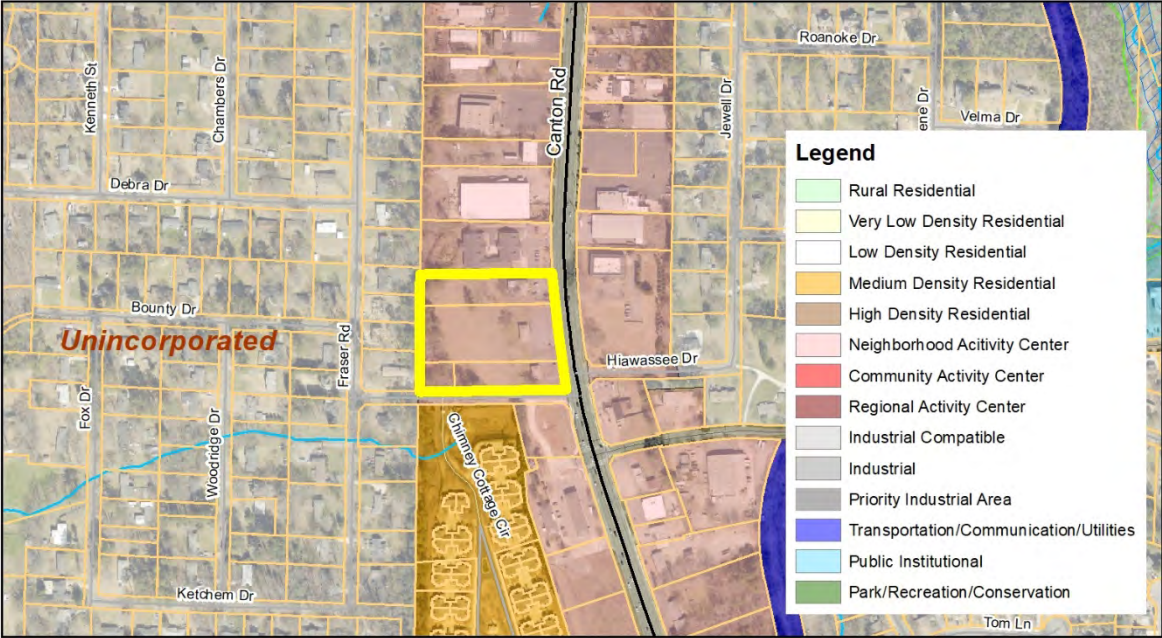 Roanoke Dr
Kenneth St
Chambers Dr
Canton Rd
Jewell Dr
ene Dr
Velma Dr
Debra Dr
Bounty Dr
Unincorporated
Fraser Rd
Hiawassee Dr
Fox Dr
Woodridge Dr
Chimney Cottage Cir
Ketchem Dr
Tom Ln
Legend
Rural Residential
Very Low Density Residential
Low Density Residential
Medium Density Residential
High Density Residential
Neighborhood Acitivity Center
Community Activity Center
Regional Activity Center
Industrial Compatible
Industrial
Priority Industrial Area
Transportation/Communication/Utilities
Public Institutional
Park/Recreation/Conservation